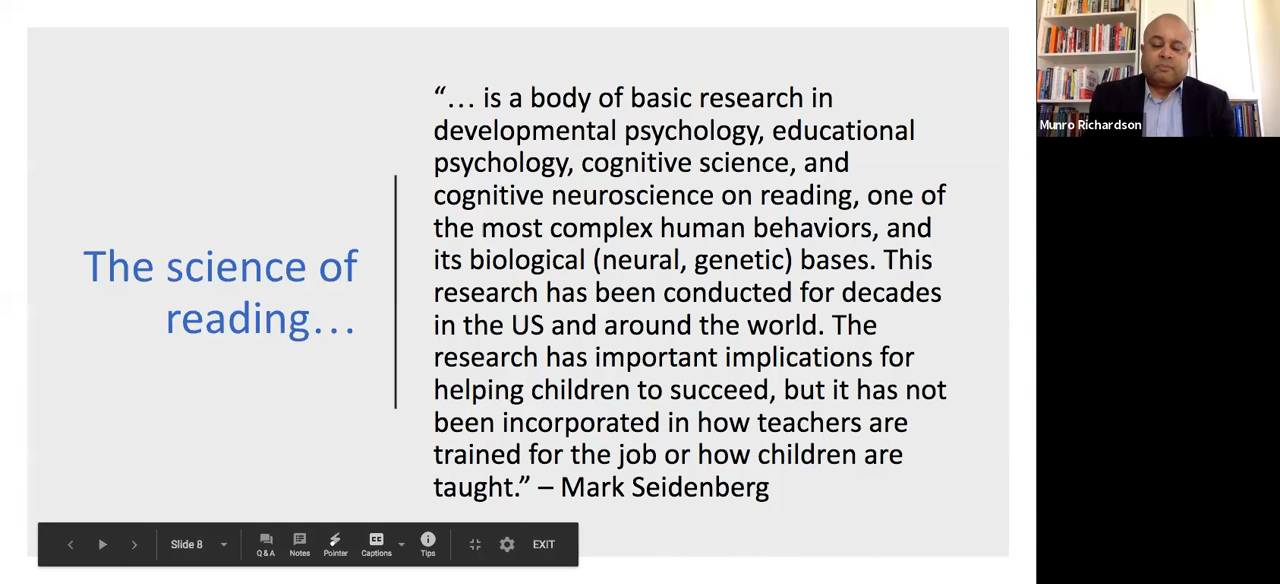 The science of
reading…
“… is a body of basic research in
developmental psychology, educational
psychology, cognitive science, and
cognitive neuroscience on reading, one of
the most complex human behaviors, and
its biological (neural, genetic) bases. This
research has been conducted for decades
in the US and around the world. The
research has important implications for
helping children to succeed, but it has not
been incorporated in how teachers are
trained for the job or how children are
taught.” – Mark Seidenberg
Munro Richardson
Slide 8
Q & A
Notes
Pointer
CC
Captions
Tips
EXIT